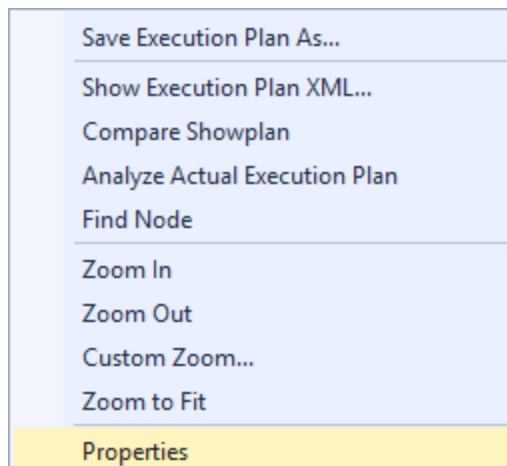 Save Execution Plan As...
Show Execution Plan XML...
Compare Showplan
Analyze Actual Execution Plan
Find Node
Zoom In
Zoom Out
Custom Zoom...
Zoom to Fit
Properties